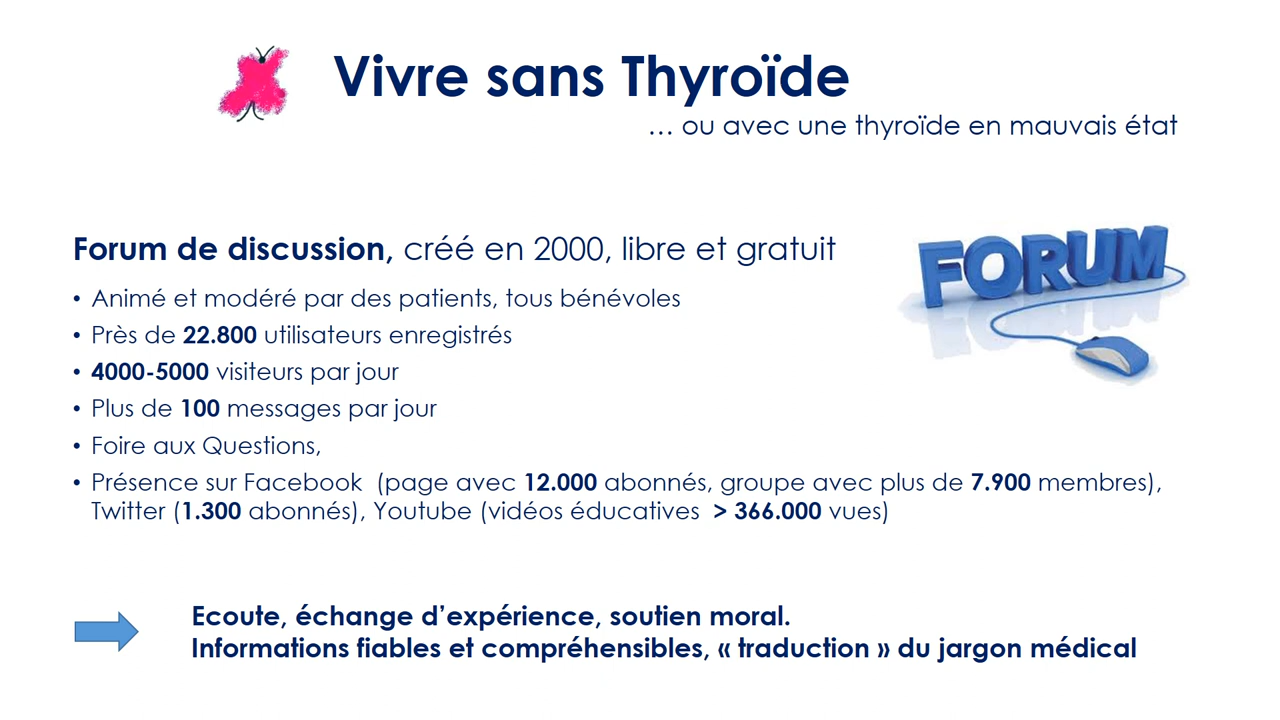 Vivre sans Thyroïde
… ou avec une thyroïde en mauvais état
Forum de discussion, créé en 2000, libre et gratuit
FORUM
• Animé et modéré par des patients, tous bénévoles
• Près de 22.800 utilisateurs enregistrés
• 4000-5000 visiteurs par jour
• Plus de 100 messages par jour
• Foire aux Questions,
• Présence sur Facebook  (page avec 12.000 abonnés, groupe avec plus de 7.900 membres),
Twitter (1.300 abonnés), Youtube (vidéos éducatives  > 366.000 vues)
Ecoute, échange d’expérience, soutien moral.
Informations fiables et compréhensibles, « traduction » du jargon médical